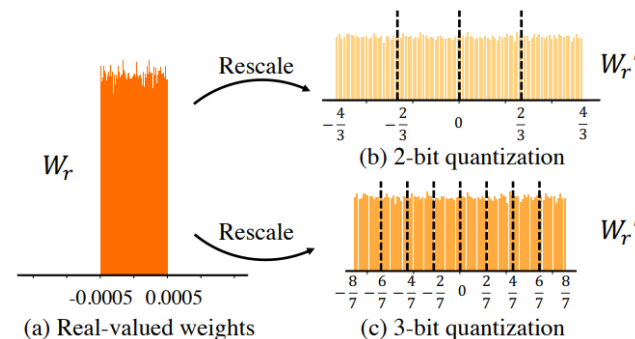 Rescale
W_r
W_r'
-4/3 -2/3 0 2/3 4/3
(b) 2-bit quantization
Rescale
W_r'
-8/7 -6/7 -4/7 -2/7 0 2/7 4/7 6/7 8/7
(c) 3-bit quantization
-0.0005 0.0005
(a) Real-valued weights